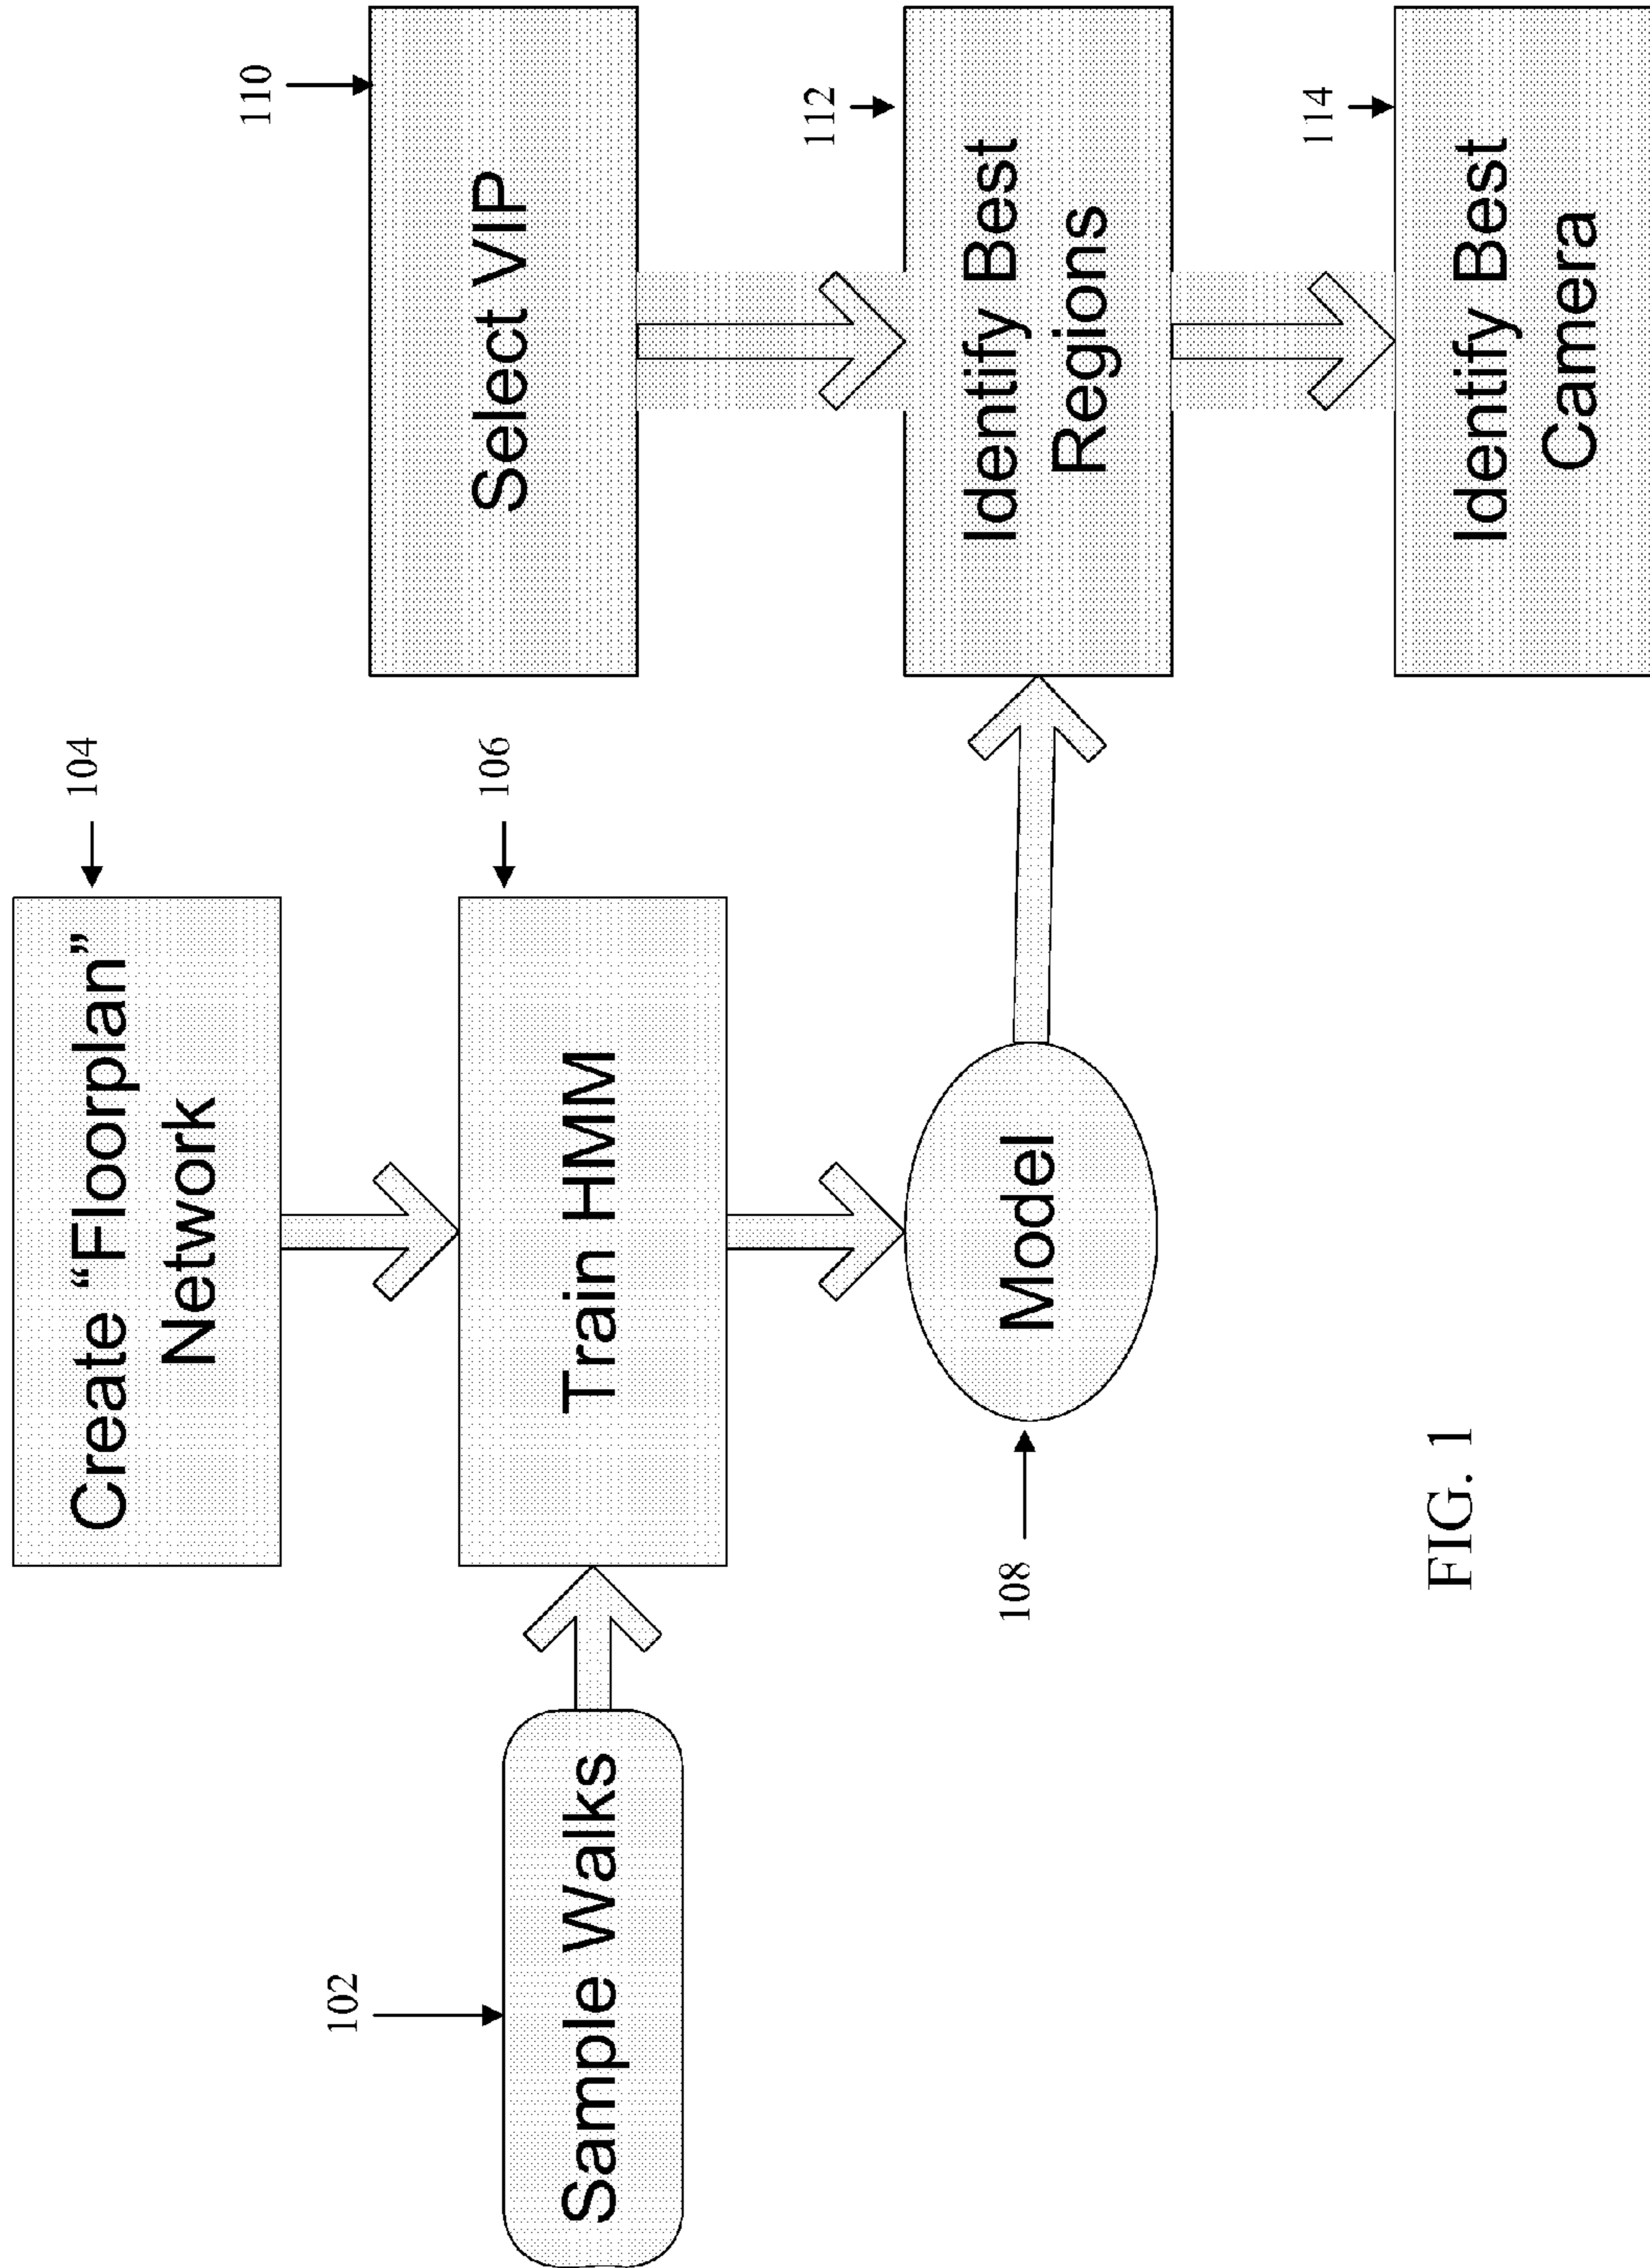 104
Create “Floorplan”
Network
106
Train HMM
102
Sample Walks
108
Model
110
Select VIP
112
Identify Best
Regions
114
Identify Best
Camera
FIG. 1